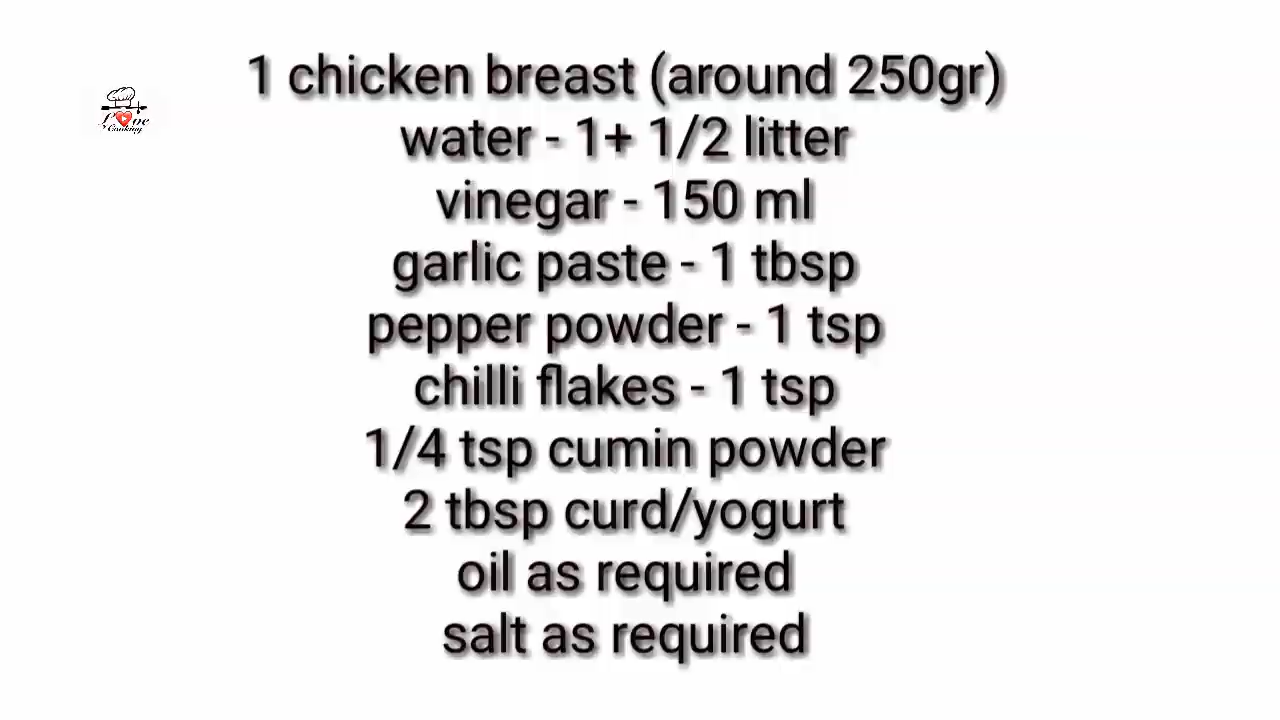 1 chicken breast (around 250gr)
water - 1+ 1/2 litter
vinegar - 150 ml
garlic paste - 1 tbsp
pepper powder - 1 tsp
chilli flakes - 1 tsp
1/4 tsp cumin powder
2 tbsp curd/yogurt
oil as required
salt as required
Love
Cooking